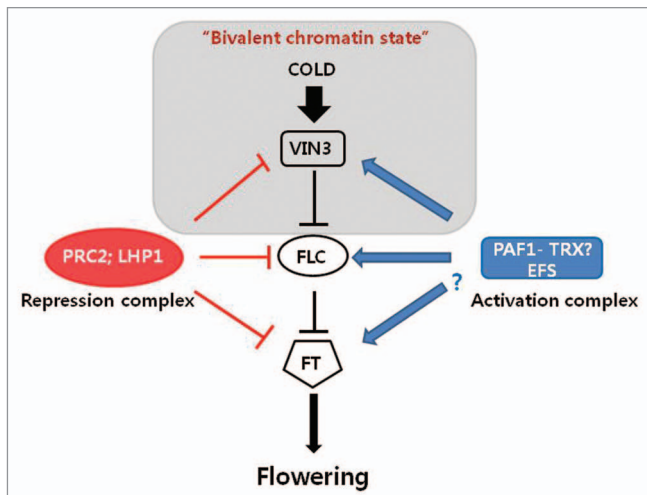 "Bivalent chromatin state"
COLD
VIN3
PRC2; LHP1
Repression complex
FLC
PAF1- TRX?
EFS
?
Activation complex
FT
Flowering